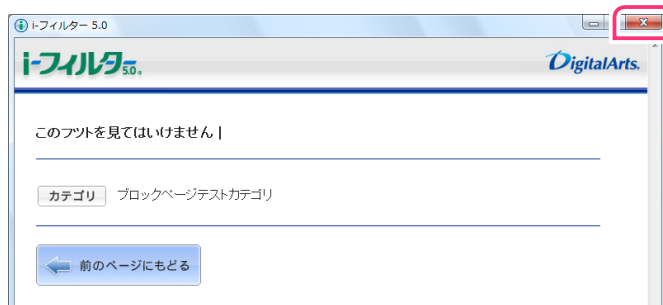 i-フィルター 5.0
i-フィルター5.0.
DigitalArts.
このフツトを見てはいけません|
カテゴリ ブロックページテストカテゴリ
前のページにもどる